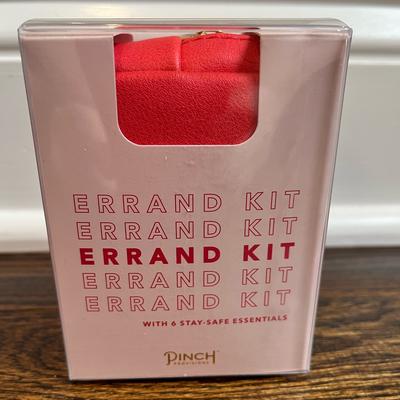 ERRAND KIT
ERRAND KIT
ERRAND KIT
ERRAND KIT
ERRAND KIT
WITH 6 STAY-SAFE ESSENTIALS
PINCH
PROVISIONS